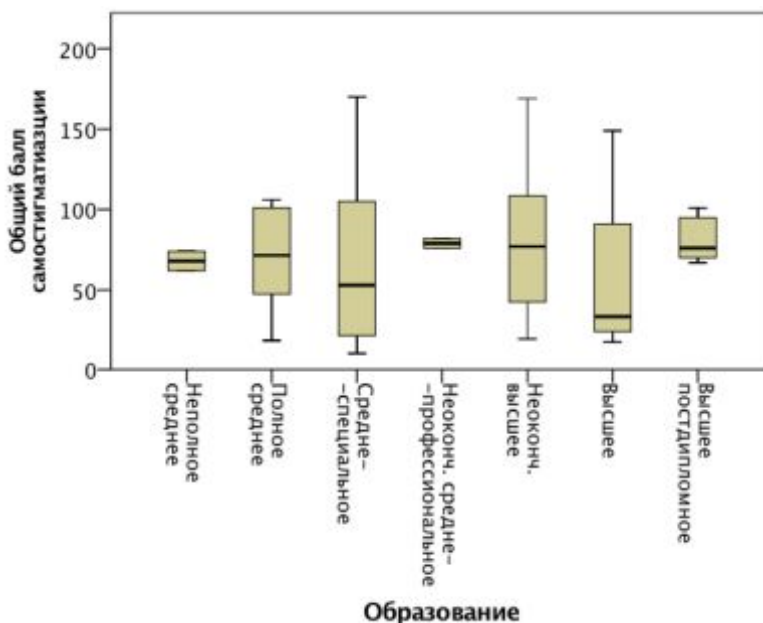 Общий балл
самостигматиазции
200
150
100
50
0
Неполное
среднее
Полное
среднее
Средне-
-специальное
Неоконч. средне-
-профессиональное
Неоконч.
высшее
Высшее
Высшее
постдипломное
Образование